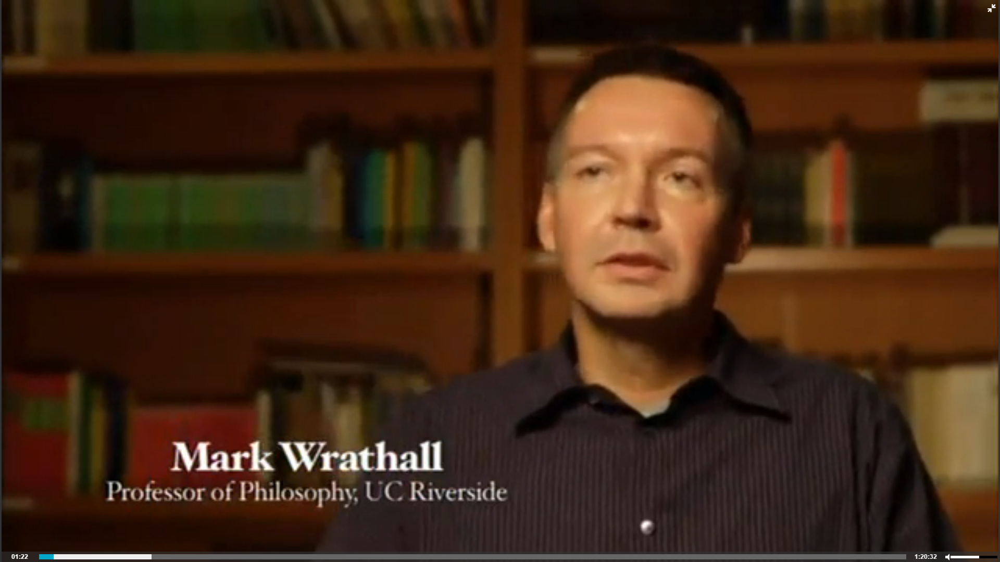 Mark Wrathall
Professor of Philosophy, UC Riverside
01:22
1:20:32